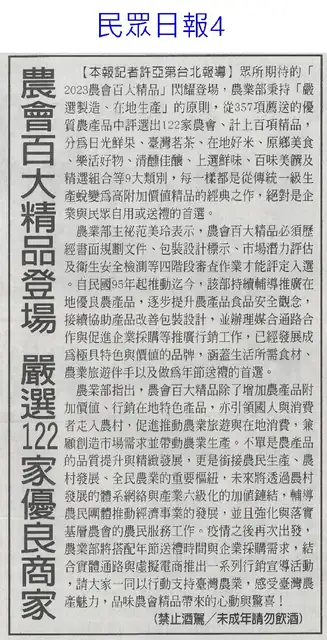 民眾日報4
農會百大精品登場 嚴選122家優良商家
【本報記者許亞第台北報導】眾所期待的「
2023農會百大精品」閃耀登場，農業部秉持「嚴
選製造、在地生產」的原則，從357項薦送的優
質農產品中評選出122家農會、計上百項精品，
分為日光鮮果、臺灣茗茶、在地好米、原鄉美食
、樂活好物、清醴佳釀、上選鮮味、百味美饌及
精選組合等9大類別，每一樣都是從傳統一級生
產蛻變為高附加價值精品的經典之作，絕對是企
業與民眾自用或送禮的首選。
農業部主祕范美玲表示，農會百大精品必須歷
經書面規劃文件、包裝設計標示、市場潛力評估
及衛生安全檢測等四階段審查作業才能評定入選
。自民國95年起推動迄今，該部持續輔導推廣在
地優良農產品，逐步提升農產品食品安全觀念，
接續協助產品改善包裝設計，並辦理媒合通路合
作與促進企業採購等推廣行銷工作，已經發展成
為極具特色與價值的品牌，涵蓋生活所需食材、
農業旅遊伴手以及做為年節送禮的首選。
農業部指出，農會百大精品除了增加農產品附
加價值、行銷在地特色產品，亦引領國人與消費
者走入農村，促進推動農業旅遊與在地消費，兼
顧創造市場需求並帶動農業生產。不單是農產品
的品質提升與精緻發展，更是銜接農民生產、農
村發展、全民農業的重要樞紐，未來將透過農村
發展的體系網絡與產業六級化的加值鏈結，輔導
農民團體推動經濟事業的發展，並且強化與落實
基層農會的農民服務工作。疫情之後再次出發，
農業部將搭配年節送禮時間與企業採購需求，結
合實體通路與虛擬電商推出一系列行銷宣導活動
，請大家一同以行動支持臺灣農業，感受臺灣農
產魅力，品味農會精品帶來的心動與驚喜！
（禁止酒駕／未成年請勿飲酒）